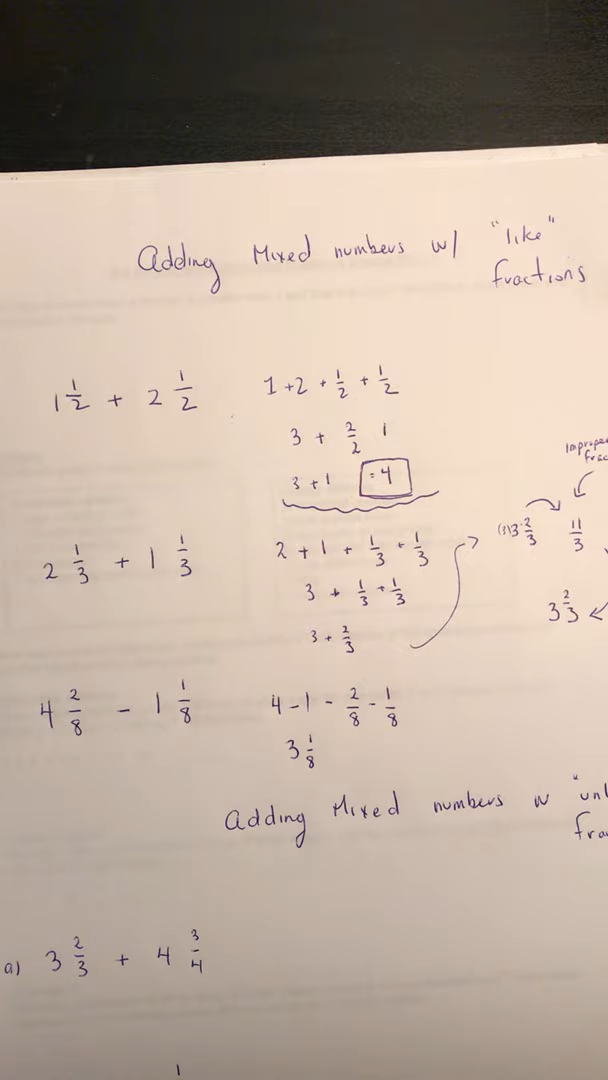 Adding Mixed numbers w/ "like"
fractions
1 1/2 + 2 1/2
1 + 2 + 1/2 + 1/2
3 + 2/2 1
3 + 1 = 4
2 1/3 + 1 1/3
2 + 1 + 1/3 + 1/3
3 + 1/3 + 1/3
3 + 2/3
(3)3 2/3
11/3
3 2/3
4 2/8 - 1 1/8
4 - 1 - 2/8 - 1/8
3 1/8
Adding Mixed numbers w
a) 3 2/3 + 4 3/4